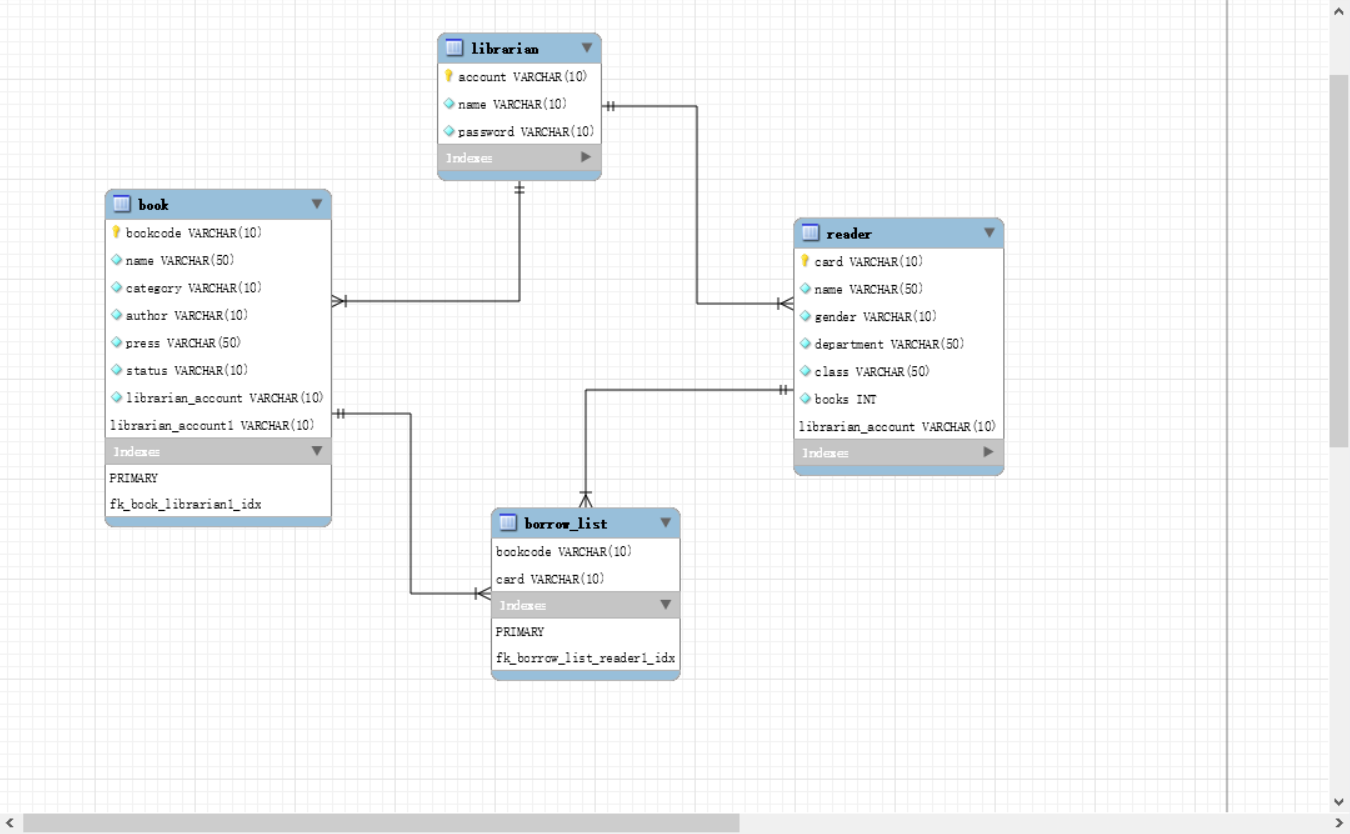 librarian
account VARCHAR(10)
name VARCHAR(10)
password VARCHAR(10)
Indexes
book
bookcode VARCHAR(10)
name VARCHAR(50)
category VARCHAR(10)
author VARCHAR(10)
press VARCHAR(50)
status VARCHAR(10)
librarian_account VARCHAR(10)
librarian_account1 VARCHAR(10)
Indexes
PRIMARY
fk_book_librarian1_idx
reader
card VARCHAR(10)
name VARCHAR(50)
gender VARCHAR(10)
department VARCHAR(50)
class VARCHAR(50)
books INT
librarian_account VARCHAR(10)
Indexes
borrow_list
bookcode VARCHAR(10)
card VARCHAR(10)
Indexes
PRIMARY
fk_borrow_list_reader1_idx